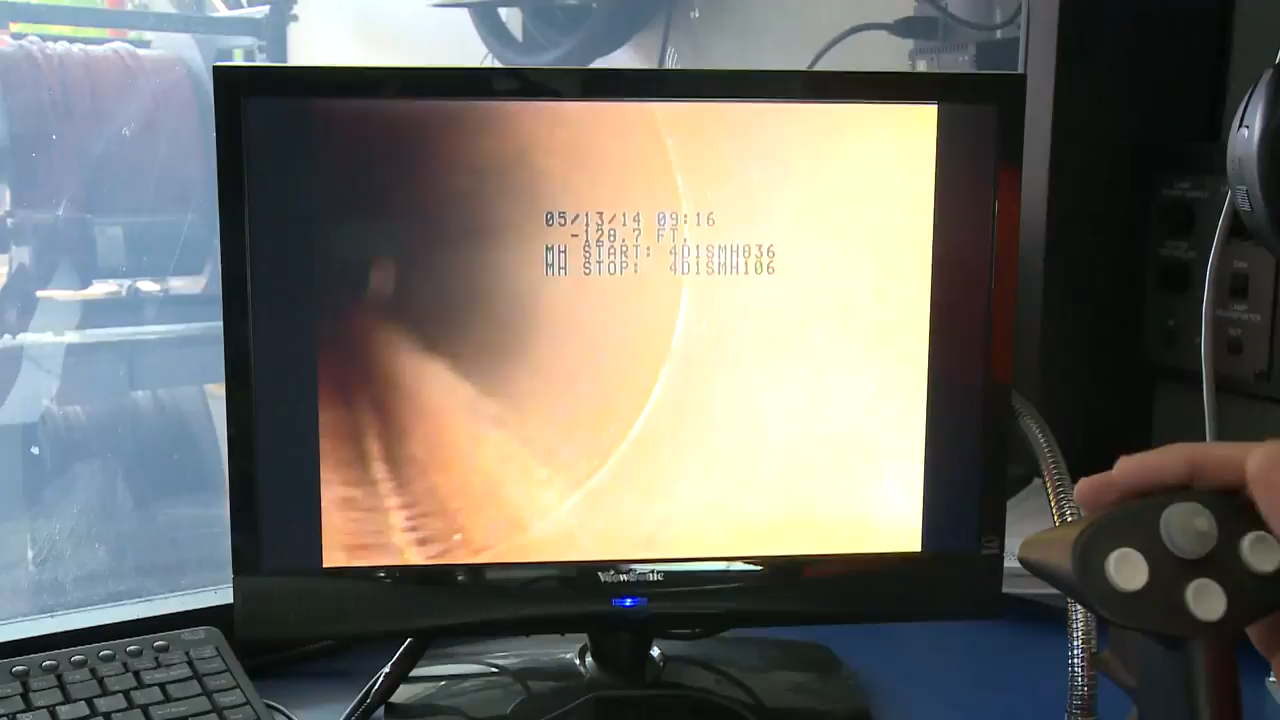 05/13/14 09:16
-128.7 FT.
MH START: 4D1SMH036
MH STOP: 4D1SMH106
ViewSonic